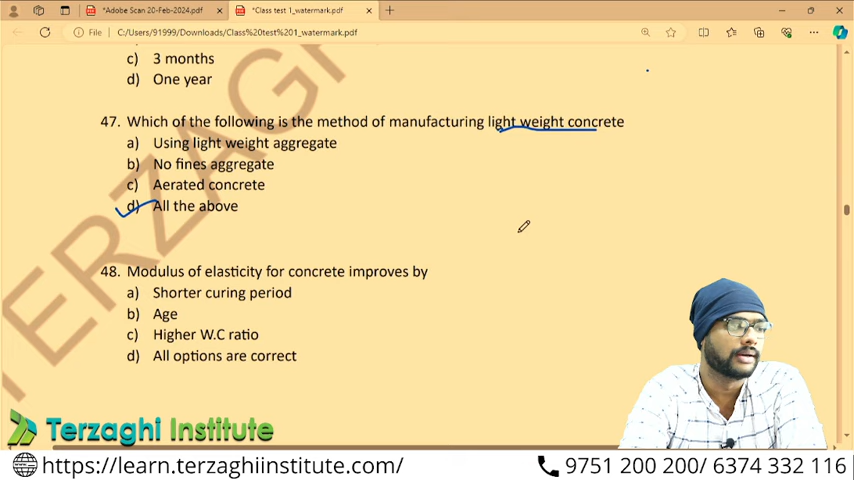 *Adobe Scan 20-Feb-2024.pdf
*Class test 1_watermark.pdf
File
C:/Users/91999/Downloads/Class%20test%201_watermark.pdf
c) 3 months
d) One year
47. Which of the following is the method of manufacturing light weight concrete
a) Using light weight aggregate
b) No fines aggregate
c) Aerated concrete
d) All the above
48. Modulus of elasticity for concrete improves by
a) Shorter curing period
b) Age
c) Higher W.C ratio
d) All options are correct
TERZAGHI
Terzaghi Institute
https://learn.terzaghiinstitute.com/
9751 200 200/ 6374 332 116